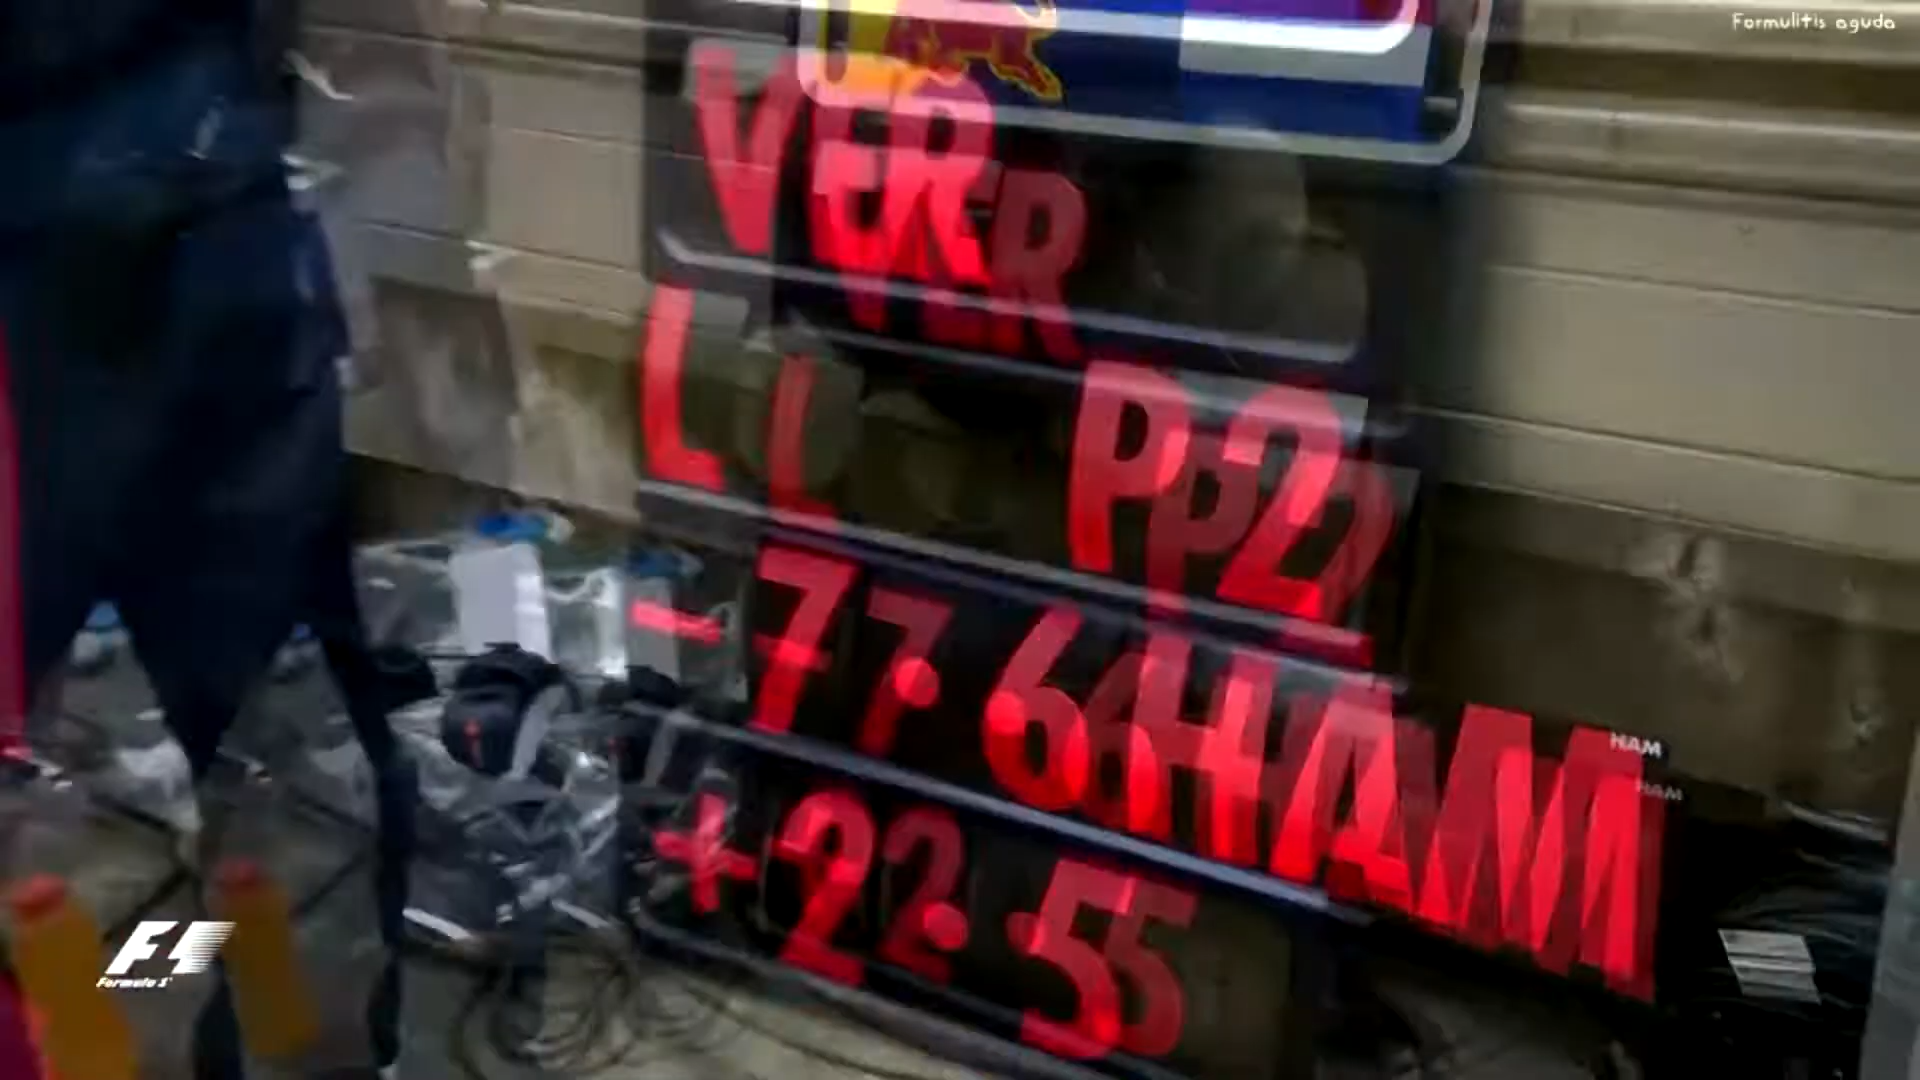 Formulitis aguda
VER
L P2
-7.6 HAM
HAM
+2.5
F1
Formula 1